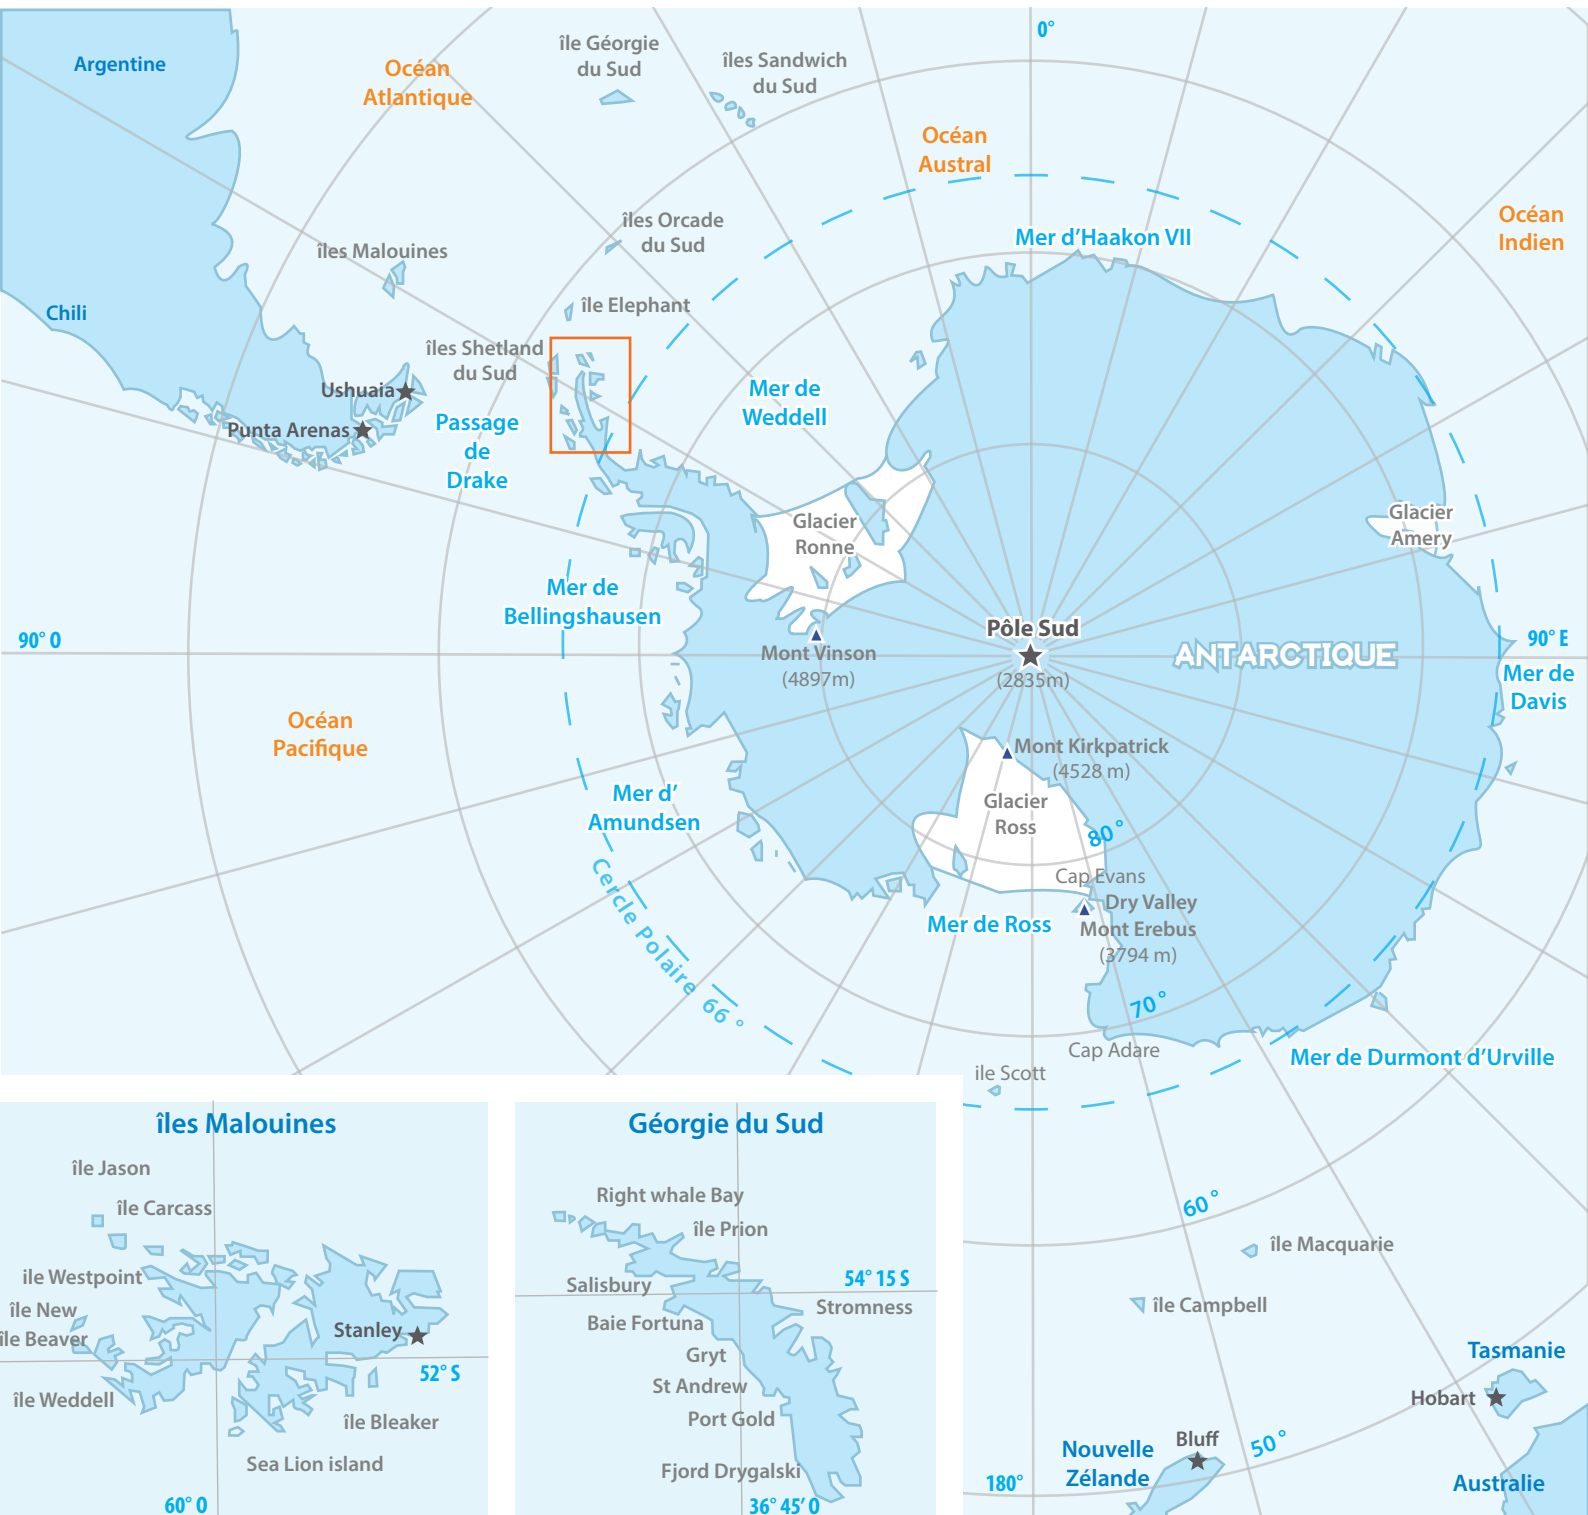 0°
Argentine
Océan
Atlantique
île Géorgie
du Sud
îles Sandwich
du Sud
Océan
Austral
Océan
Indien
îles Orcade
du Sud
Mer d'Haakon VII
îles Malouines
Chili
île Elephant
îles Shetland
du Sud
Ushuaia
Punta Arenas
Passage
de
Drake
Mer de
Weddell
Glacier
Ronne
Glacier
Amery
Mer de
Bellingshausen
90° O
Pôle Sud
(2835m)
ANTARCTIQUE
90° E
Mer de
Davis
Mont Vinson
(4897m)
Océan
Pacifique
Mont Kirkpatrick
(4528 m)
Glacier
Ross
80°
Mer d'
Amundsen
Cercle Polaire 66°
Cap Evans
Dry Valley
Mont Erebus
(3794 m)
Mer de Ross
70°
Cap Adare
Mer de Durmont d'Urville
ile Scott
60°
île Macquarie
île Campbell
Tasmanie
Hobart
Bluff
50°
Nouvelle
Zélande
180°
Australie
îles Malouines
île Jason
île Carcass
ile Westpoint
île New
île Beaver
Stanley
52° S
île Weddell
île Bleaker
Sea Lion island
60° O
Géorgie du Sud
Right whale Bay
île Prion
54° 15 S
Salisbury
Stromness
Baie Fortuna
Gryt
St Andrew
Port Gold
Fjord Drygalski
36° 45' O